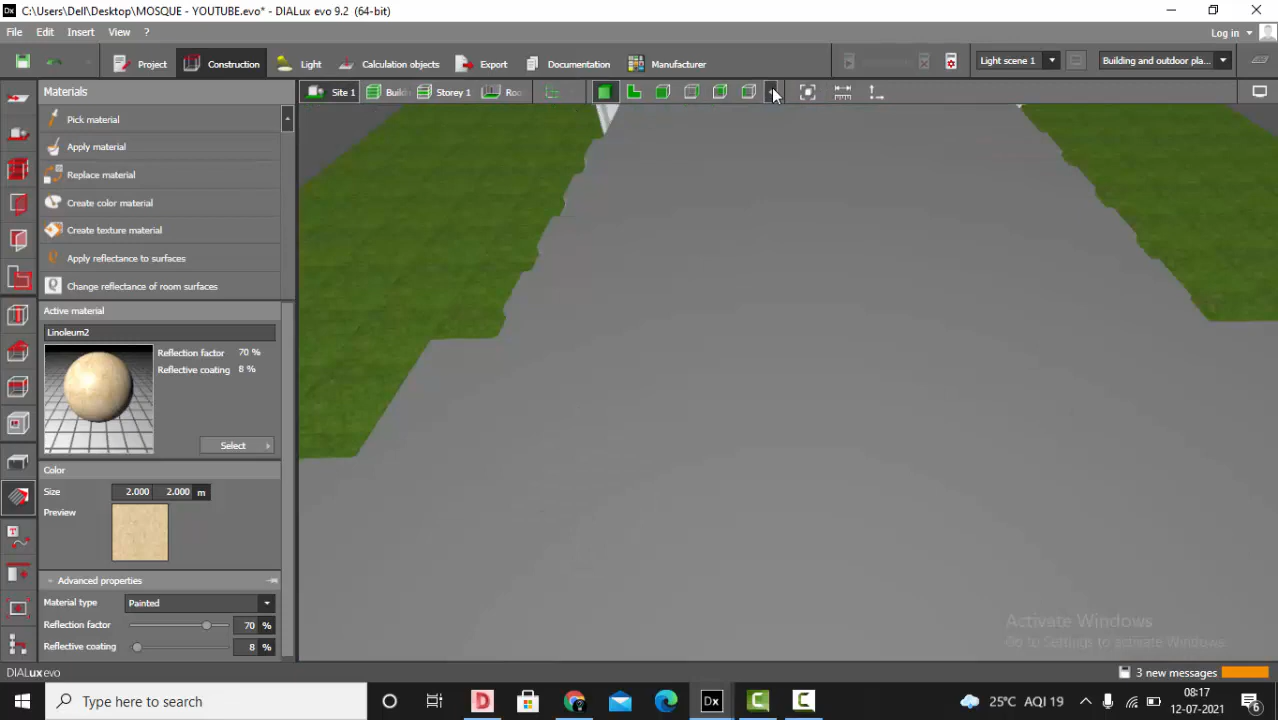 C:\Users\Dell\Desktop\MOSQUE - YOUTUBE.evo* - DIALux evo 9.2 (64-bit)
File Edit Insert View ?
Log in
Project Construction Light Calculation objects Export Documentation Manufacturer
Light scene 1
Building and outdoor pla...
Site 1 Build Storey 1 Roo
Materials
Pick material
Apply material
Replace material
Create color material
Create texture material
Apply reflectance to surfaces
Change reflectance of room surfaces
Active material
Linoleum2
Reflection factor 70 %
Reflective coating 8 %
Select
Color
Size 2.000 2.000 m
Preview
Advanced properties
Material type Painted
Reflection factor 70 %
Reflective coating 8 %
Activate Windows
Go to Settings to activate Windows.
DIALux evo
3 new messages
Type here to search
Dx
25°C AQI 19
08:17
12-07-2021
6